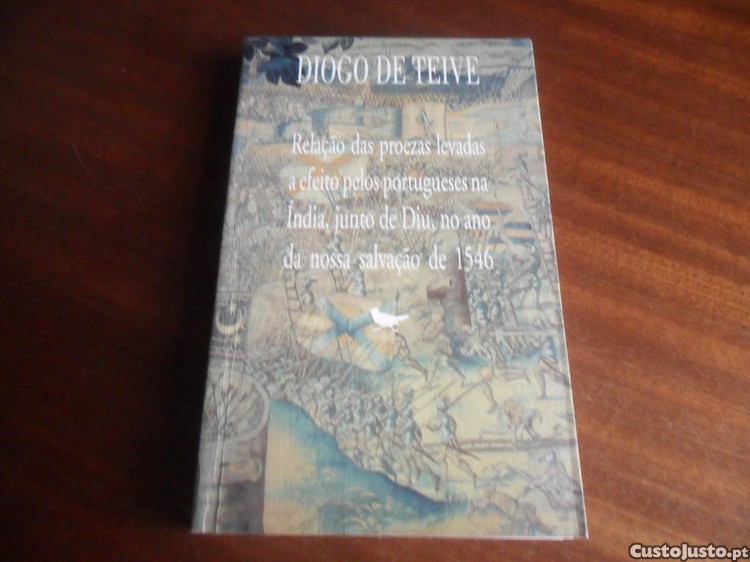 DIOGO DE TEIVE
Relação das proezas levadas
a efeito pelos portugueses na
Índia, junto de Diu, no ano
da nossa salvação de 1546
CustoJusto.pt